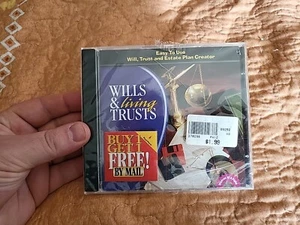 Easy To Use
Will, Trust and Estate Plan Creator
WILLS
& living
TRUSTS
BUY 1
GET 1
FREE!
BY MAIL
$1.99